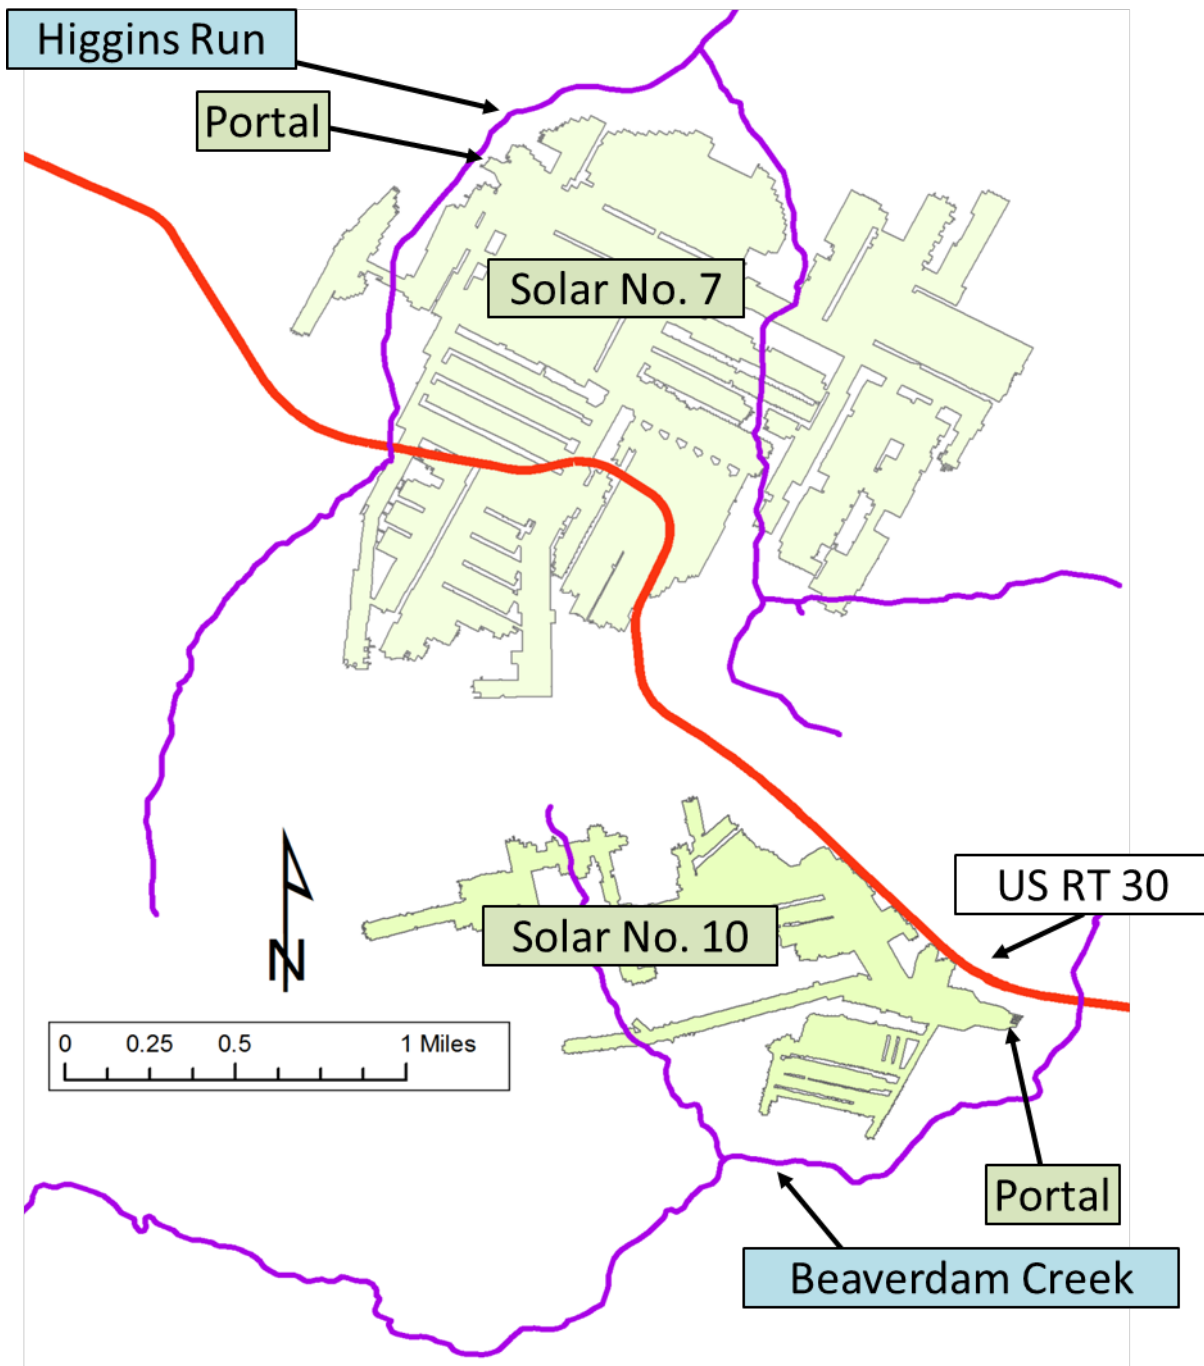 Higgins Run
Portal
Solar No. 7
US RT 30
Solar No. 10
N
0 0.25 0.5 1 Miles
Portal
Beaverdam Creek